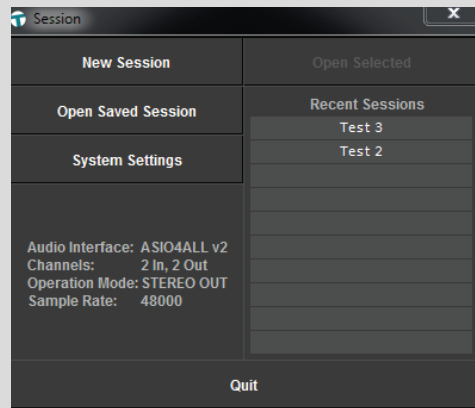 Session
x
New Session
Open Selected
Open Saved Session
Recent Sessions
Test 3
Test 2
System Settings
Audio Interface: ASIO4ALL v2
Channels: 2 In, 2 Out
Operation Mode: STEREO OUT
Sample Rate: 48000
Quit